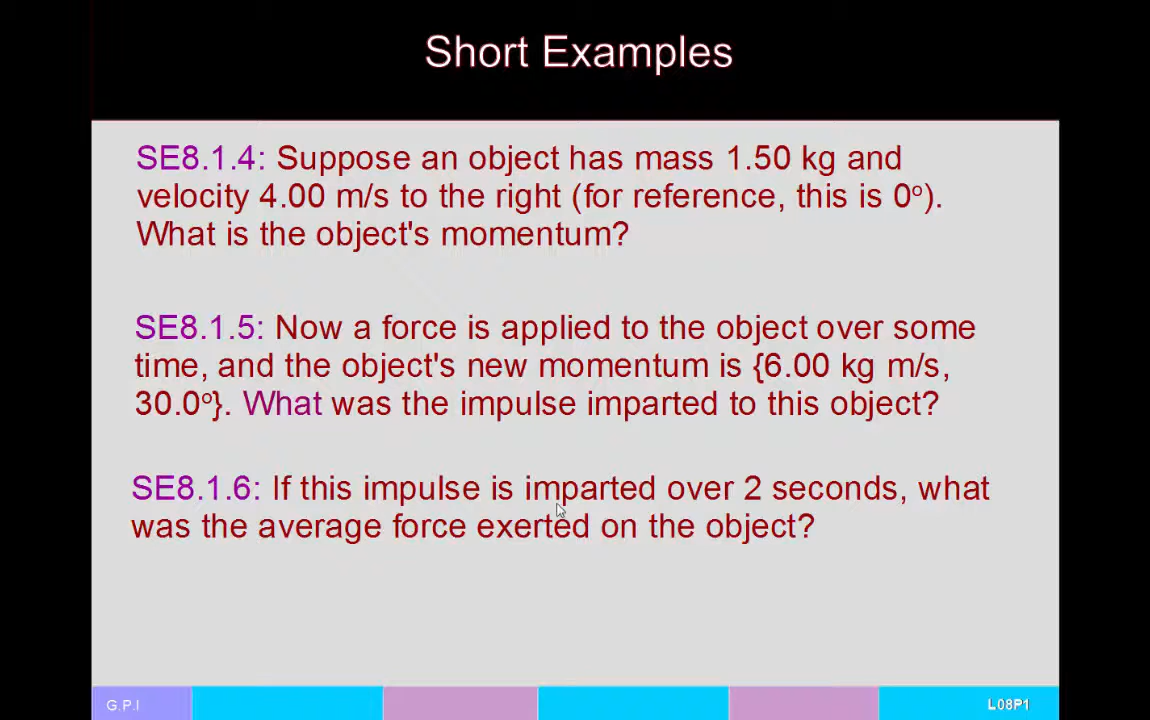 Short Examples
SE8.1.4: Suppose an object has mass 1.50 kg and
velocity 4.00 m/s to the right (for reference, this is 0º).
What is the object's momentum?
SE8.1.5: Now a force is applied to the object over some
time, and the object's new momentum is {6.00 kg m/s,
30.0º}. What was the impulse imparted to this object?
SE8.1.6: If this impulse is imparted over 2 seconds, what
was the average force exerted on the object?
G.P.I
L08P1